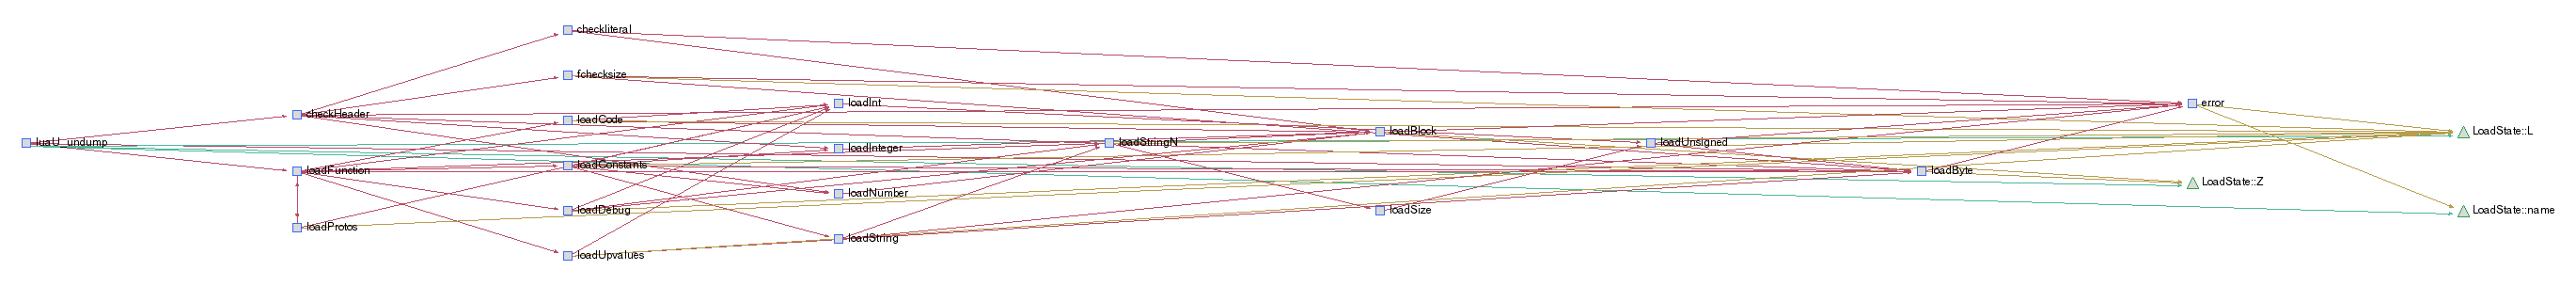 luaU_undump
checkHeader
loadFunction
loadProtos
checkliteral
fchecksize
loadCode
loadConstants
loadDebug
loadUpvalues
loadInt
loadInteger
loadNumber
loadString
loadStringN
loadBlock
loadSize
loadUnsigned
loadByte
error
LoadState::Z
LoadState::L
LoadState::name